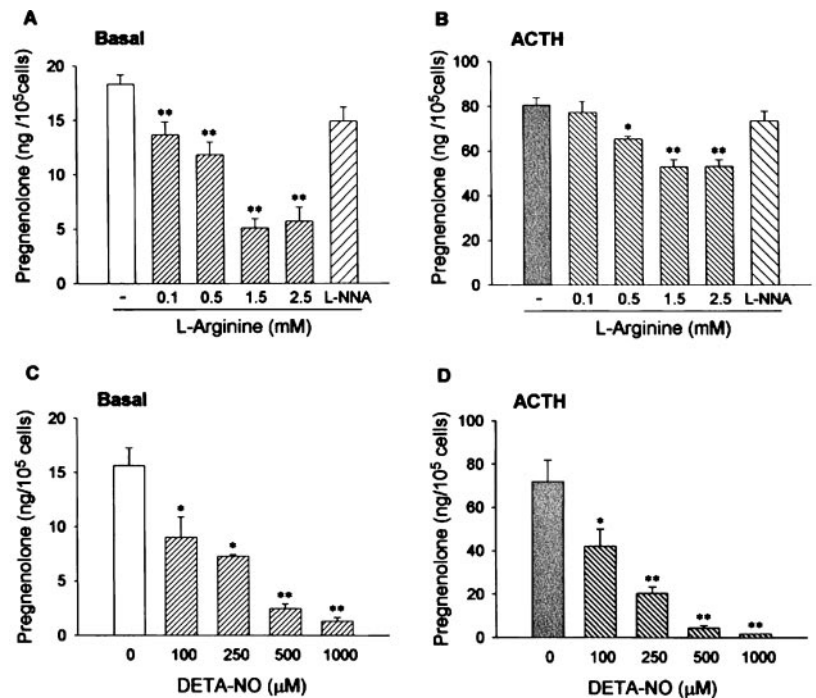 A
Basal
Pregnenolone (ng /10⁵cells)
20
15
10
5
0
** ** ** **
- 0.1 0.5 1.5 2.5 L-NNA
L-Arginine (mM)
B
ACTH
Pregnenolone (ng /10⁵cells)
100
80
60
40
20
0
* ** **
- 0.1 0.5 1.5 2.5 L-NNA
L-Arginine (mM)
C
Basal
Pregnenolone (ng/10⁵ cells)
20
15
10
5
0
* * ** **
0 100 250 500 1000
DETA-NO (μM)
D
ACTH
Pregnenolone (ng/10⁵ cells)
100
80
60
40
20
0
* ** ** **
0 100 250 500 1000
DETA-NO (μM)